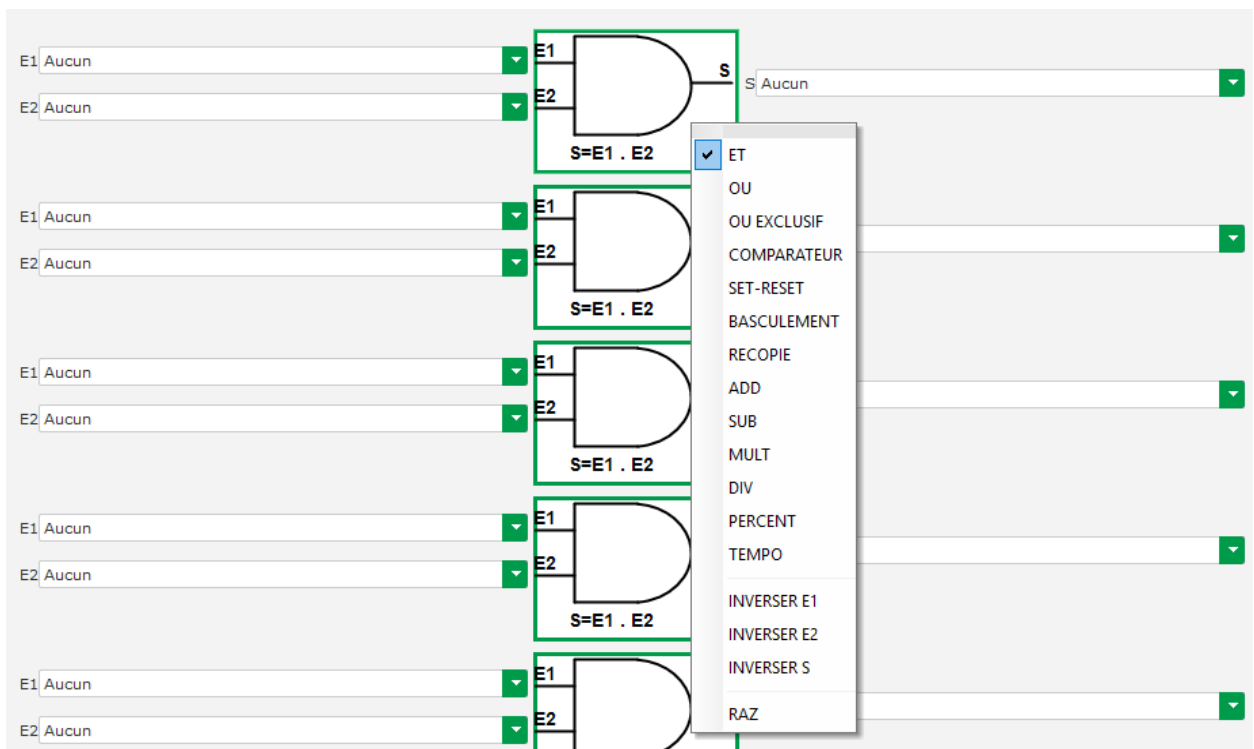 E1 Aucun
E2 Aucun
E1
E2
S
S=E1 . E2
S Aucun
ET
OU
OU EXCLUSIF
COMPARATEUR
SET-RESET
BASCULEMENT
RECOPIE
ADD
SUB
MULT
DIV
PERCENT
TEMPO
INVERSER E1
INVERSER E2
INVERSER S
RAZ
E1 Aucun
E2 Aucun
E1
E2
S=E1 . E2
E1 Aucun
E2 Aucun
E1
E2
S=E1 . E2
E1 Aucun
E2 Aucun
E1
E2
S=E1 . E2
E1 Aucun
E2 Aucun
E1
E2